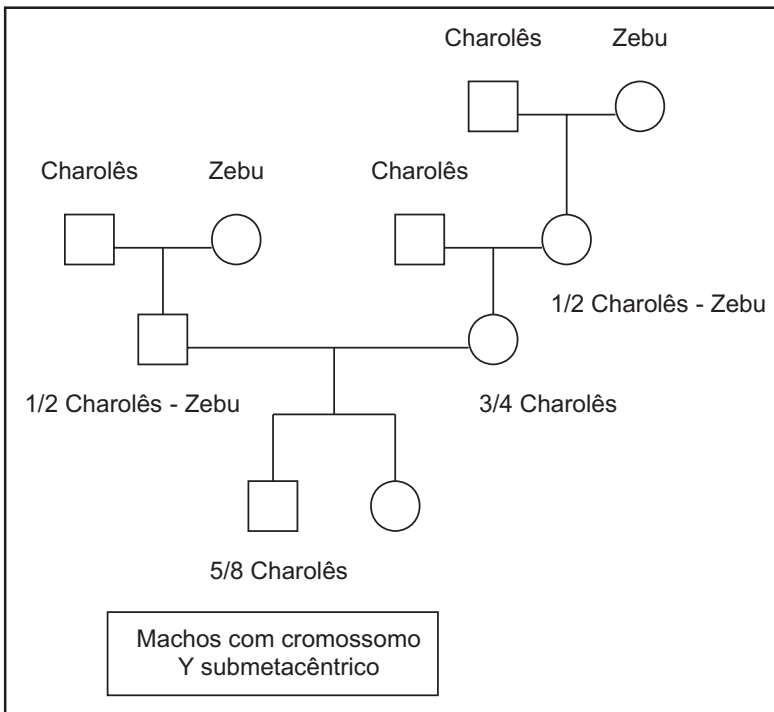 Charolês Zebu
Charolês Zebu Charolês
1/2 Charolês - Zebu
1/2 Charolês - Zebu 3/4 Charolês
5/8 Charolês
Machos com cromossomo
Y submetacêntrico